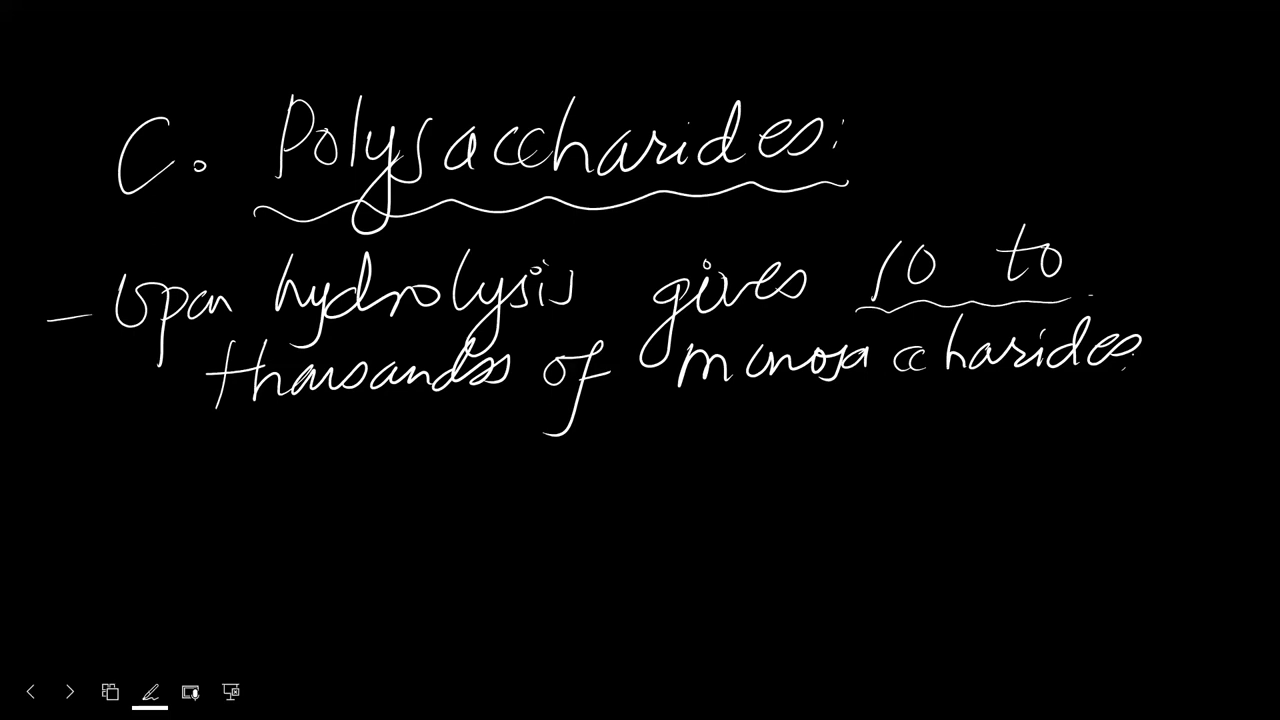 C. Polysaccharides:
- Upon hydrolysis gives 10 to
thousands of monosaccharides.